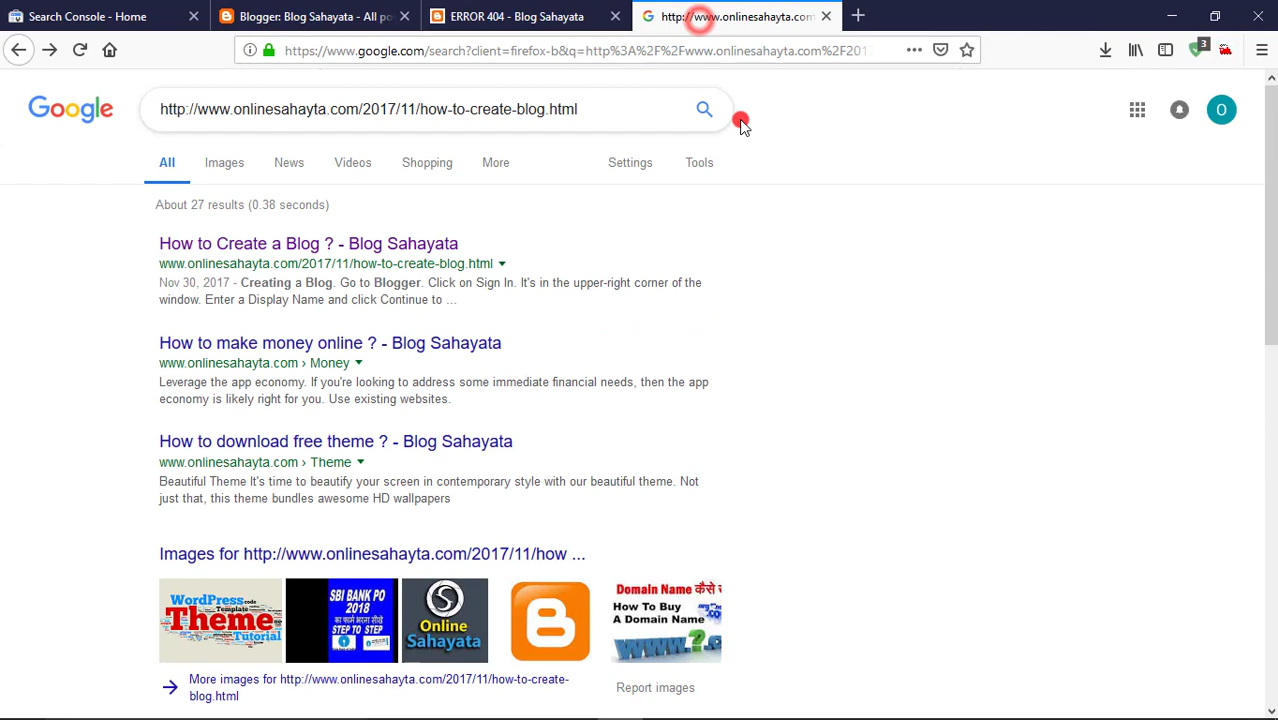 Search Console - Home
Blogger: Blog Sahayata - All po
ERROR 404 - Blog Sahayata
http://www.onlinesahayta.com
https://www.google.com/search?client=firefox-b&q=http%3A%2F%2Fwww.onlinesahayta.com%2F201
3
Google
http://www.onlinesahayta.com/2017/11/how-to-create-blog.html
O
All Images News Videos Shopping More Settings Tools
About 27 results (0.38 seconds)
How to Create a Blog ? - Blog Sahayata
www.onlinesahayta.com/2017/11/how-to-create-blog.html
Nov 30, 2017 - Creating a Blog. Go to Blogger. Click on Sign In. It's in the upper-right corner of the
window. Enter a Display Name and click Continue to ...
How to make money online ? - Blog Sahayata
www.onlinesahayta.com › Money
Leverage the app economy. If you're looking to address some immediate financial needs, then the app
economy is likely right for you. Use existing websites.
How to download free theme ? - Blog Sahayata
www.onlinesahayta.com › Theme
Beautiful Theme It's time to beautify your screen in contemporary style with our beautiful theme. Not
just that, this theme bundles awesome HD wallpapers
Images for http://www.onlinesahayta.com/2017/11/how ...
WordPress
Template
Theme
Tutorial
SBI BANK PO
2018
STEP TO STEP
Online
Sahayata
Domain Name कैसे
How To Buy
A Domain Name
www.
More images for http://www.onlinesahayta.com/2017/11/how-to-create-
blog.html
Report images